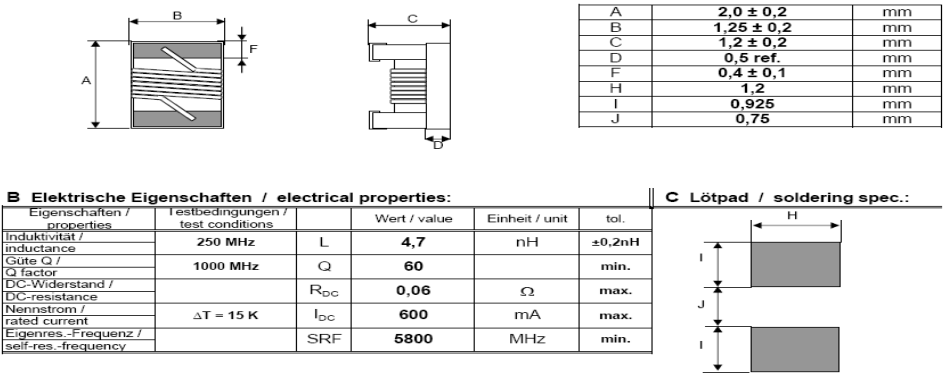 B
C
F
A
D
A 2,0 ± 0,2 mm
B 1,25 ± 0,2 mm
C 1,2 ± 0,2 mm
D 0,5 ref. mm
F 0,4 ± 0,1 mm
H 1,2 mm
I 0,925 mm
J 0,75 mm
B Elektrische Eigenschaften / electrical properties:
Eigenschaften / properties
Testbedingungen / test conditions
Wert / value
Einheit / unit
tol.
Induktivität / inductance
250 MHz L 4,7 nH ±0,2nH
Güte Q / Q factor
1000 MHz Q 60 min.
DC-Widerstand / DC-resistance
RDC 0,06 Ω max.
Nennstrom / rated current
ΔT = 15 K IDC 600 mA max.
Eigenres.-Frequenz / self-res.-frequency
SRF 5800 MHz min.
C Lötpad / soldering spec.:
H
I
J
I